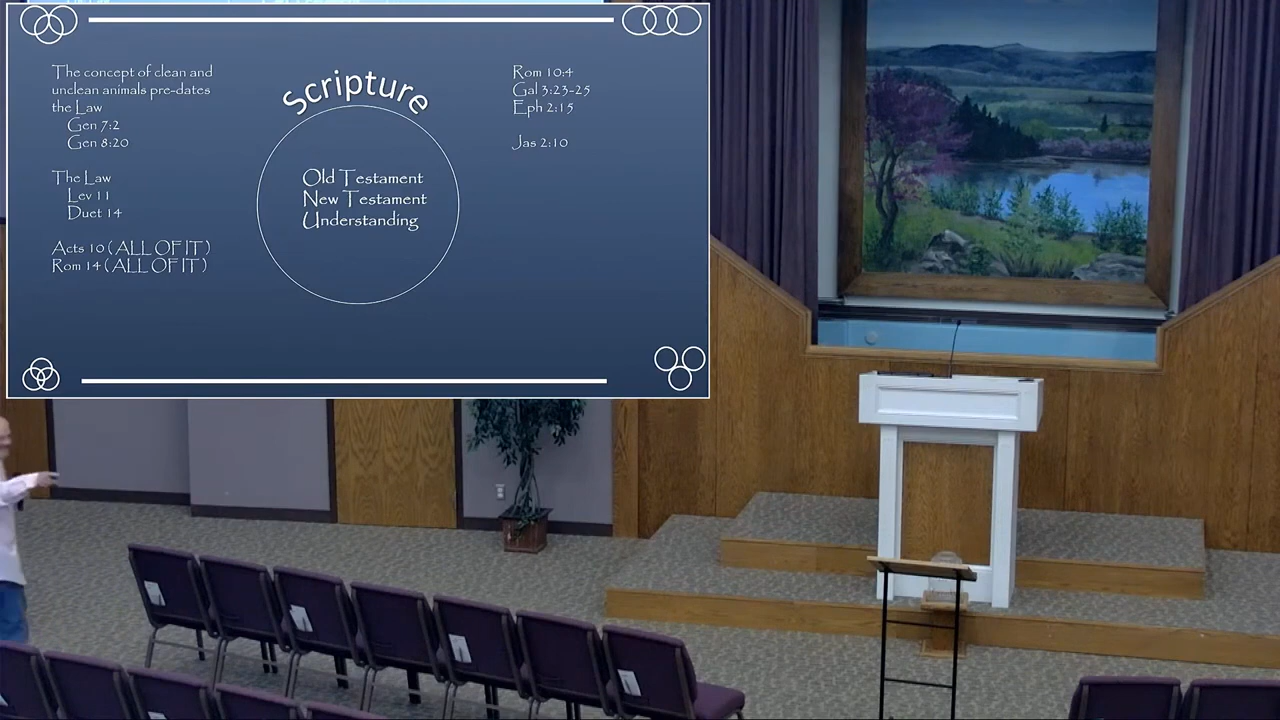 The concept of clean and
unclean animals pre-dates
the Law
Gen 7:2
Gen 8:20
The Law
Lev 11
Duet 14
Acts 10 (ALL OF IT)
Rom 14 (ALL OF IT)
Scripture
Old Testament
New Testament
Understanding
Rom 10:4
Gal 3:23-25
Eph 2:15
Jas 2:10